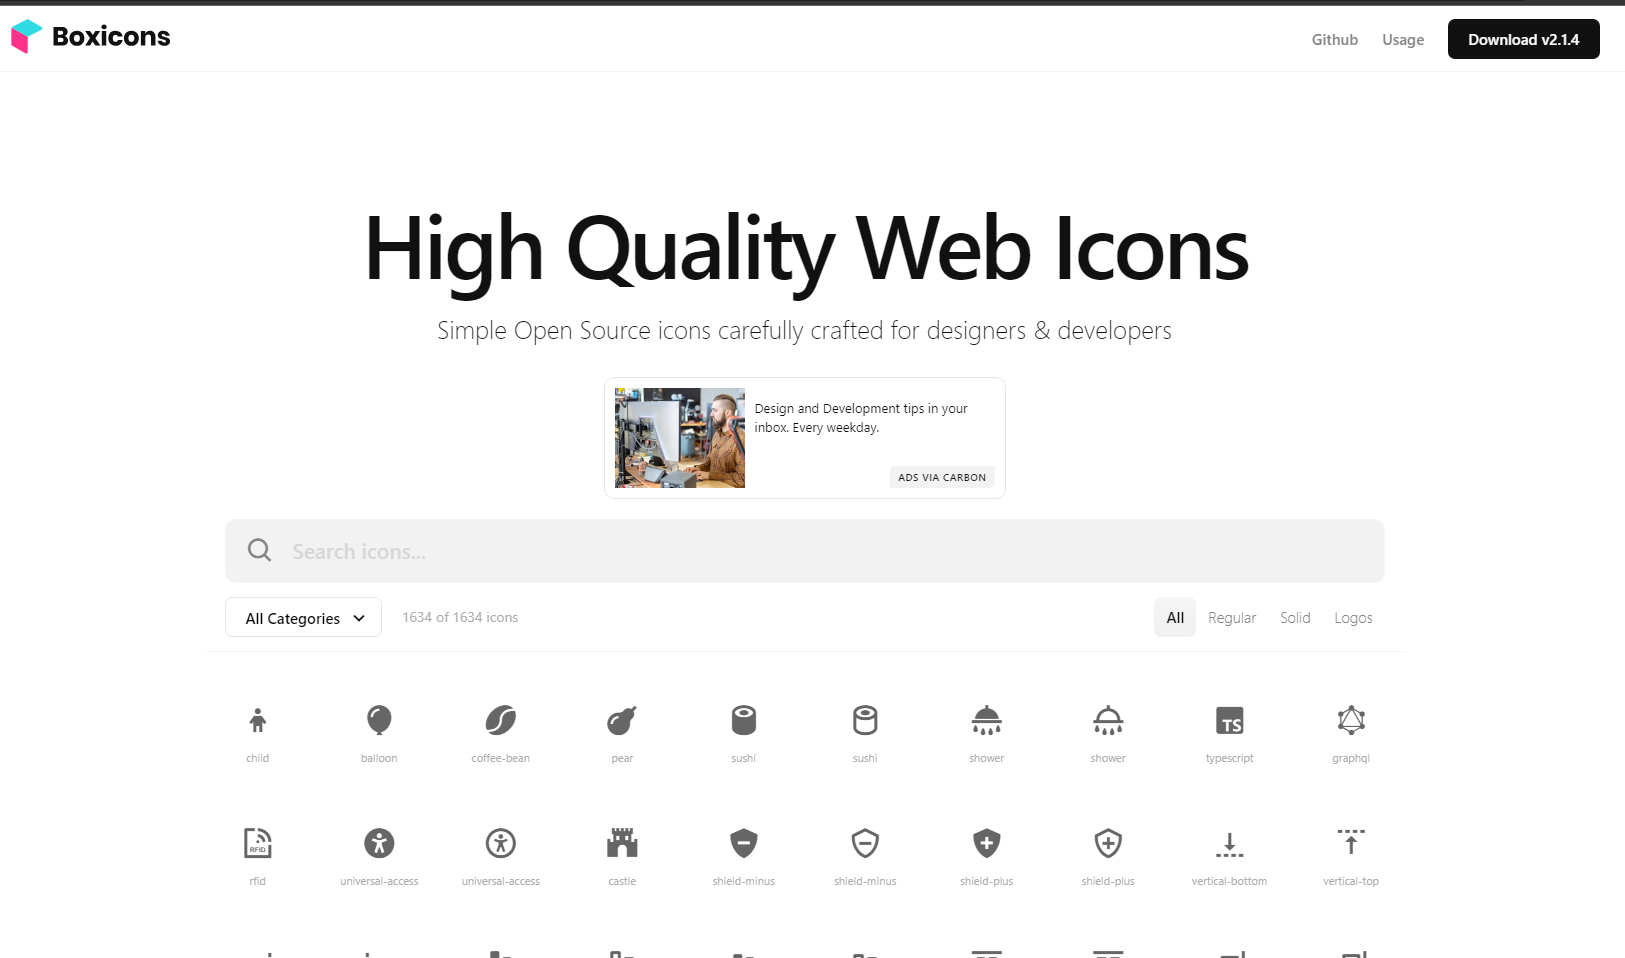 Boxicons
Github Usage Download v2.1.4
High Quality Web Icons
Simple Open Source icons carefully crafted for designers & developers
Design and Development tips in your
inbox. Every weekday.
ADS VIA CARBON
Search icons...
All Categories 1634 of 1634 icons All Regular Solid Logos
TS
child balloon coffee-bean pear sushi sushi shower shower typescript graphql
RFID
rfid universal-access universal-access castle shield-minus shield-minus shield-plus shield-plus vertical-bottom vertical-top